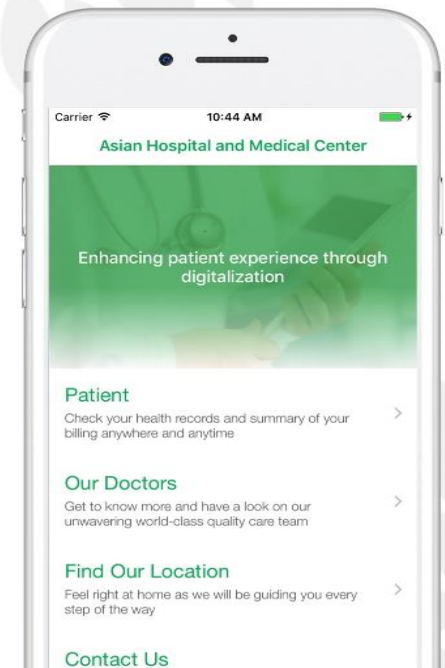 Carrier 10:44 AM
Asian Hospital and Medical Center
Enhancing patient experience through
digitalization
Patient
Check your health records and summary of your
billing anywhere and anytime
Our Doctors
Get to know more and have a look on our
unwavering world-class quality care team
Find Our Location
Feel right at home as we will be guiding you every
step of the way
Contact Us